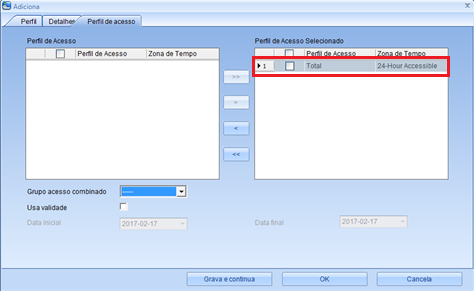 Adiciona
Perfil Detalhes Perfil de acesso
Perfil de Acesso
Perfil de Acesso Zona de Tempo
Perfil de Acesso Selecionado
Perfil de Acesso Zona de Tempo
1 Total 24-Hour Accessible
>>
>
<
<<
Grupo acesso combinado -----
Usa validade
Data Inicial 2017-02-17 Data final 2017-02-17
Grava e continua OK Cancela